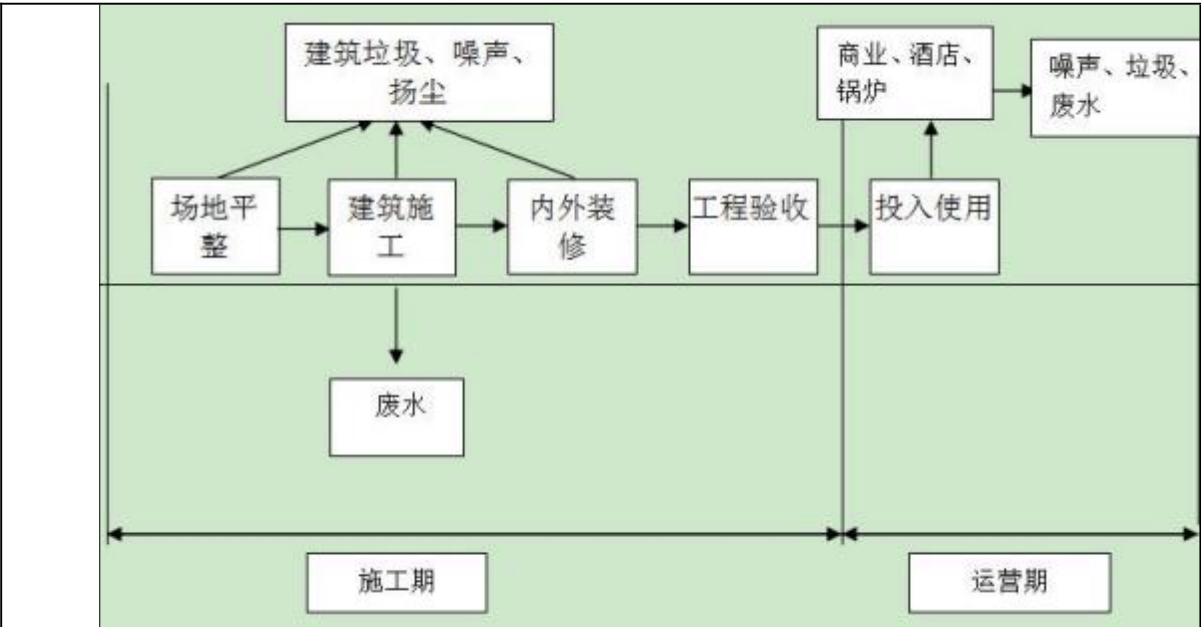 建筑垃圾、噪声、
扬尘
商业、酒店、
锅炉
噪声、垃圾、
废水
场地平
整
建筑施
工
内外装
修
工程验收
投入使用
废水
施工期
运营期